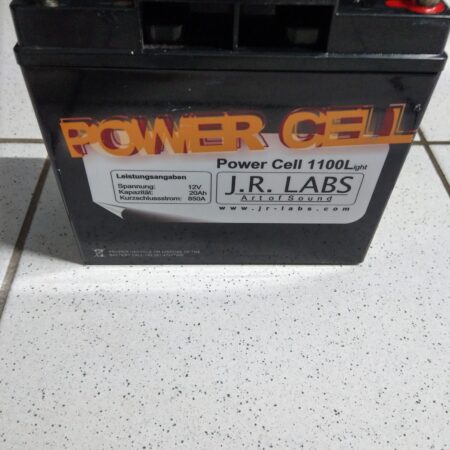 POWER CELL
Power Cell 1100Light
Leistungsangaben
Spannung: 12V
Kapazität: 20Ah
Kurzschlusstrom: 850A
J.R. LABS
Art of Sound
www.jr-labs.com